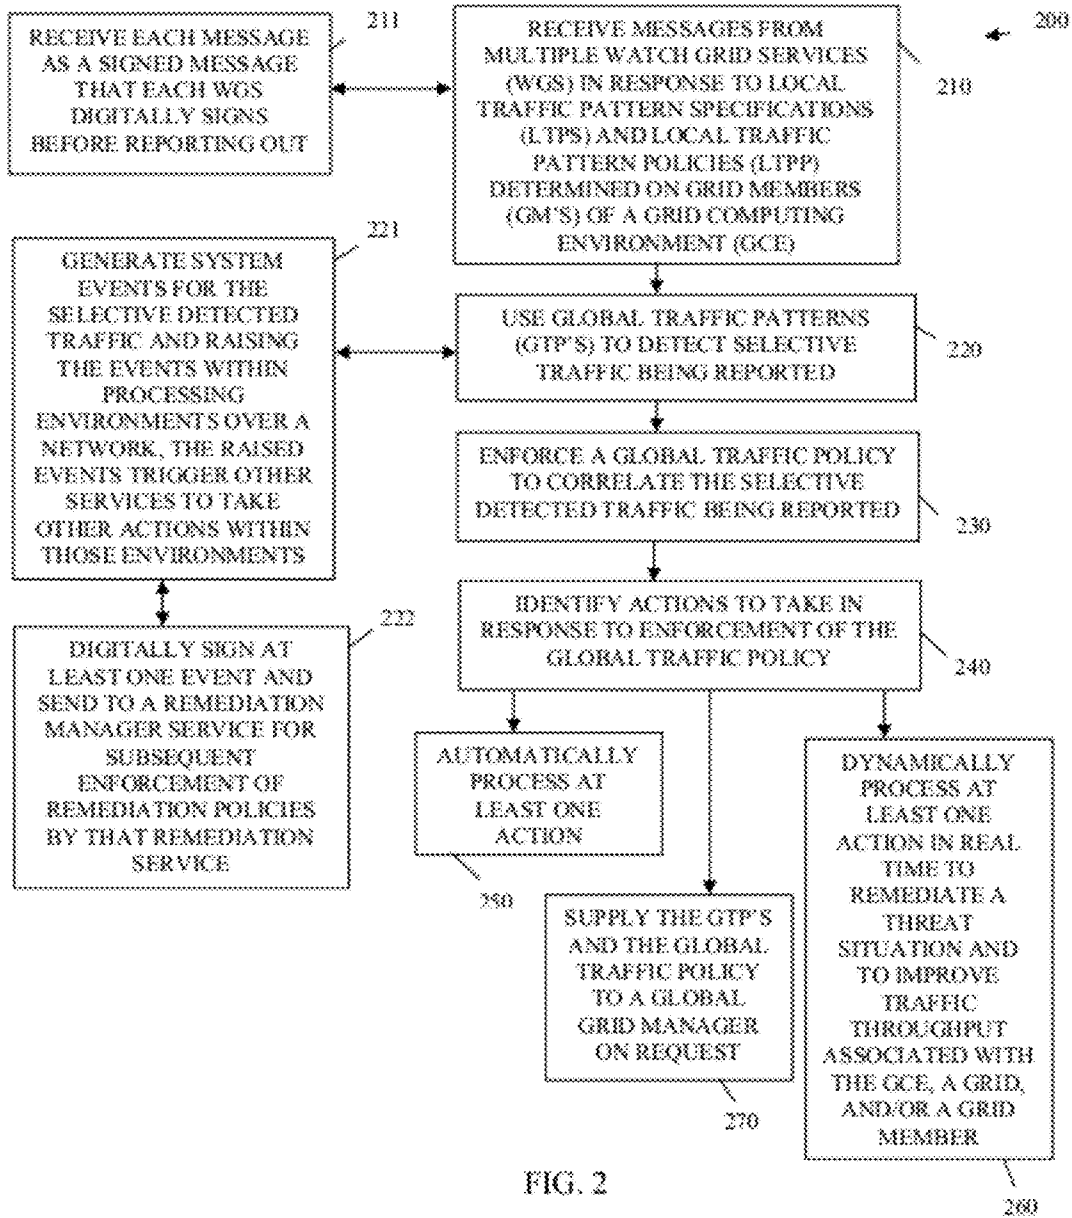 200
211
RECEIVE EACH MESSAGE
AS A SIGNED MESSAGE
THAT EACH WGS
DIGITALLY SIGNS
BEFORE REPORTING OUT
RECEIVE MESSAGES FROM
MULTIPLE WATCH GRID SERVICES
(WGS) IN RESPONSE TO LOCAL
TRAFFIC PATTERN SPECIFICATIONS
(LTPS) AND LOCAL TRAFFIC
PATTERN POLICIES (LTPP)
DETERMINED ON GRID MEMBERS
(GM'S) OF A GRID COMPUTING
ENVIRONMENT (GCE)
210
221
GENERATE SYSTEM
EVENTS FOR THE
SELECTIVE DETECTED
TRAFFIC AND RAISING
THE EVENTS WITHIN
PROCESSING
ENVIRONMENTS OVER A
NETWORK, THE RAISED
EVENTS TRIGGER OTHER
SERVICES TO TAKE
OTHER ACTIONS WITHIN
THOSE ENVIRONMENTS
USE GLOBAL TRAFFIC PATTERNS
(GTP'S) TO DETECT SELECTIVE
TRAFFIC BEING REPORTED
220
ENFORCE A GLOBAL TRAFFIC POLICY
TO CORRELATE THE SELECTIVE
DETECTED TRAFFIC BEING REPORTED
230
222
DIGITALLY SIGN AT
LEAST ONE EVENT AND
SEND TO A REMEDIATION
MANAGER SERVICE FOR
SUBSEQUENT
ENFORCEMENT OF
REMEDIATION POLICIES
BY THAT REMEDIATION
SERVICE
IDENTIFY ACTIONS TO TAKE IN
RESPONSE TO ENFORCEMENT OF THE
GLOBAL TRAFFIC POLICY
240
AUTOMATICALLY
PROCESS AT
LEAST ONE
ACTION
250
SUPPLY THE GTP'S
AND THE GLOBAL
TRAFFIC POLICY
TO A GLOBAL
GRID MANAGER
ON REQUEST
270
DYNAMICALLY
PROCESS AT
LEAST ONE
ACTION IN REAL
TIME TO
REMEDIATE A
THREAT
SITUATION AND
TO IMPROVE
TRAFFIC
THROUGHPUT
ASSOCIATED WITH
THE GCE, A GRID,
AND/OR A GRID
MEMBER
260
FIG. 2